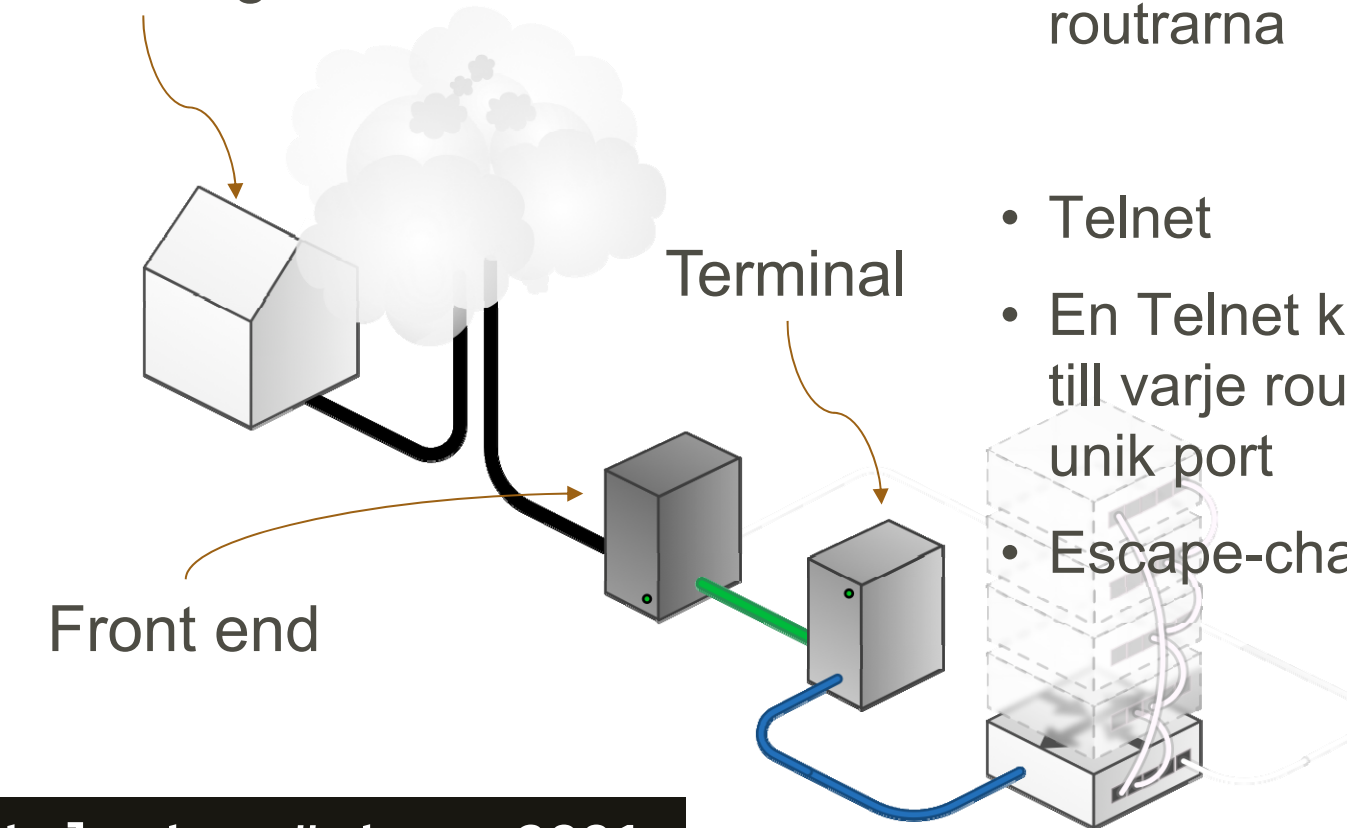 routrarna
• Telnet
Terminal
• En Telnet k
till varje rou
unik port
• Escape-cha
Front end